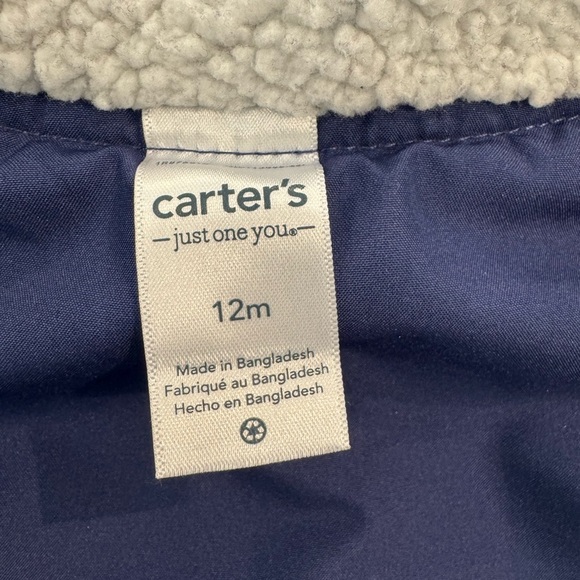 carter's
just one you®
12m
Made in Bangladesh
Fabriqué au Bangladesh
Hecho en Bangladesh